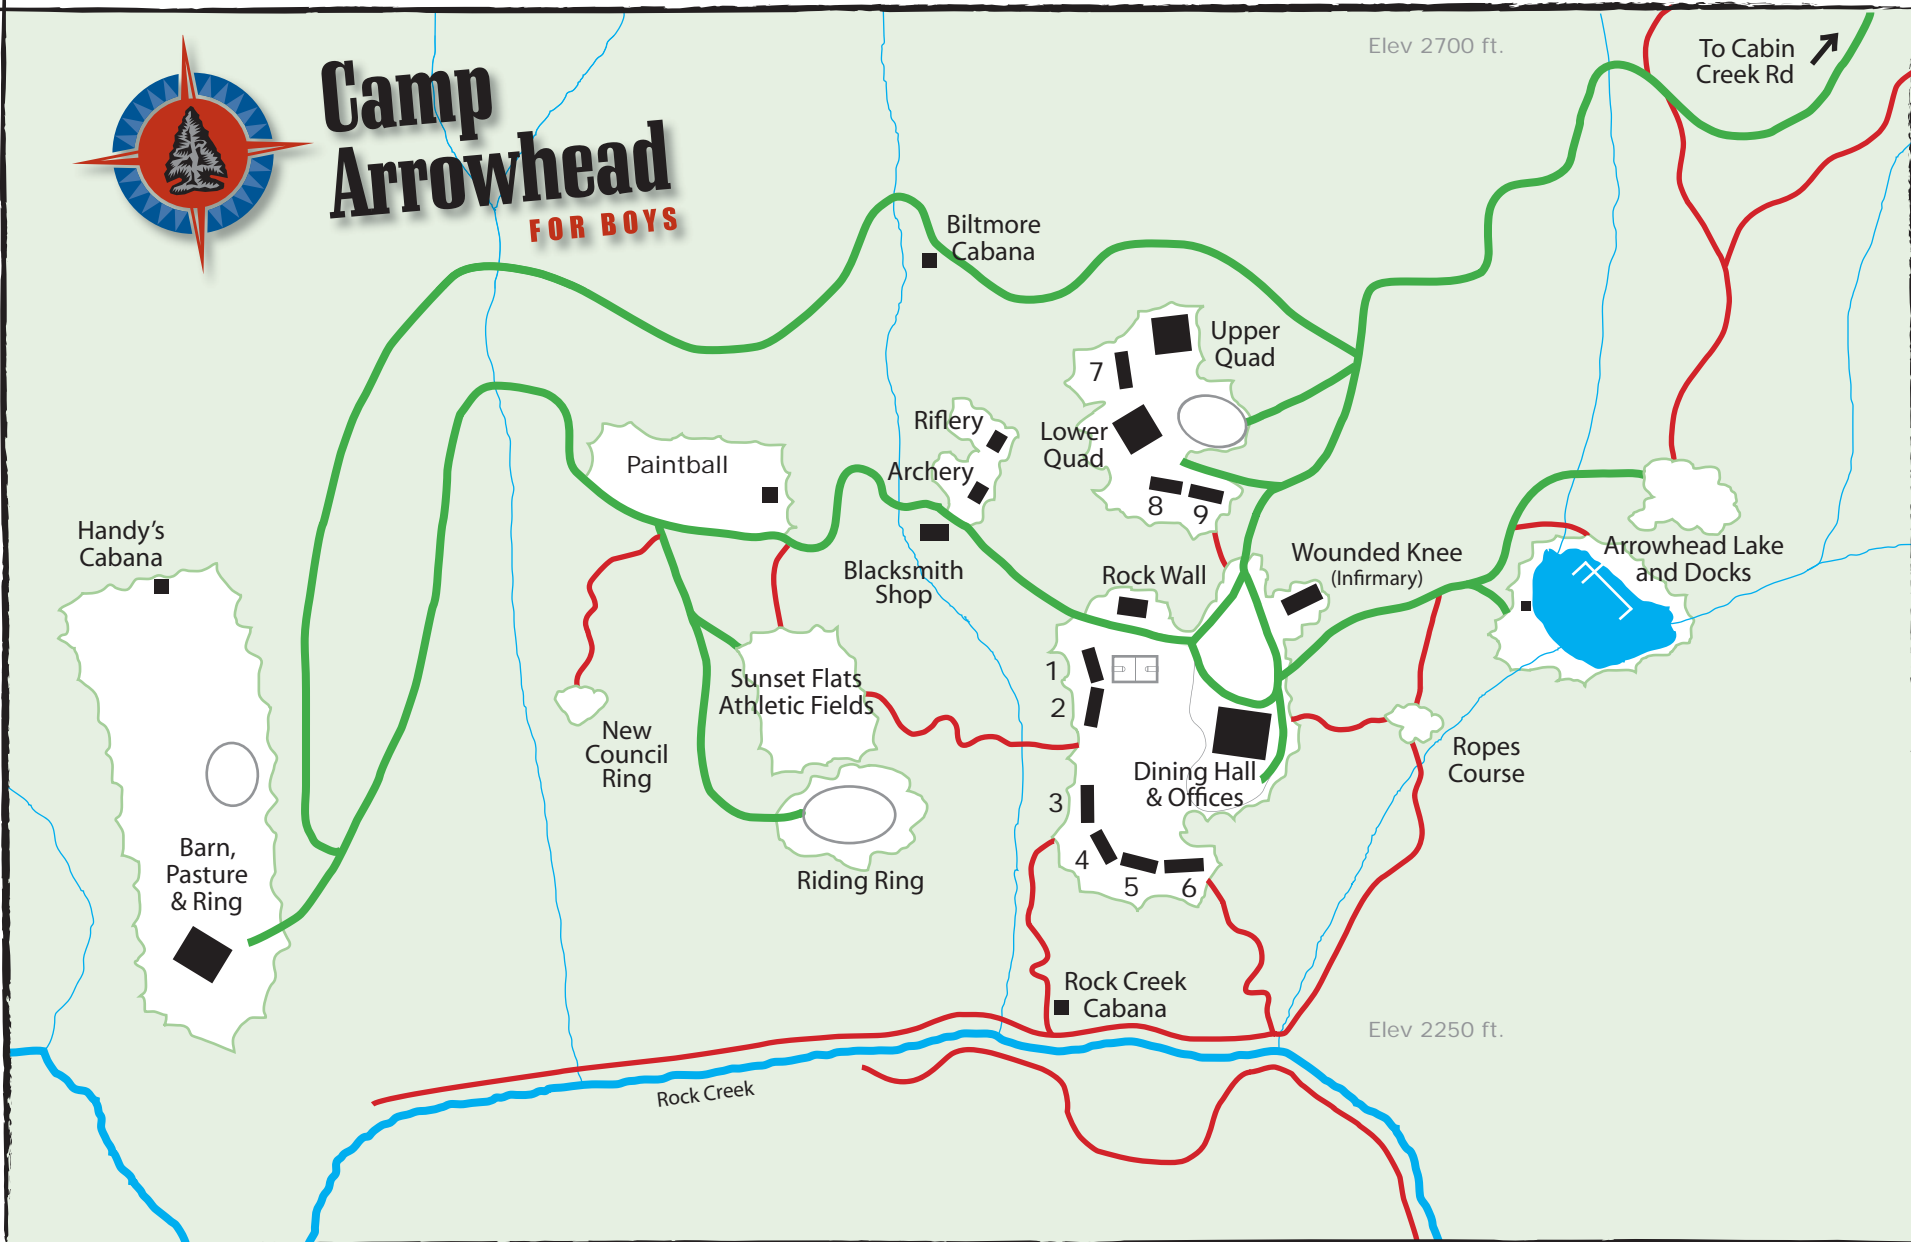 Camp
Arrowhead
FOR BOYS
Elev 2700 ft.
To Cabin
Creek Rd
Biltmore
Cabana
Upper
Quad
7
Riflery
Lower
Quad
Archery
Paintball
8
9
Handy's
Cabana
Blacksmith
Shop
Rock Wall
Wounded Knee
(Infirmary)
Arrowhead Lake
and Docks
1
2
Sunset Flats
Athletic Fields
New
Council
Ring
Ropes
Course
Dining Hall
& Offices
3
4
5
6
Barn,
Pasture
& Ring
Riding Ring
Rock Creek
Cabana
Elev 2250 ft.
Rock Creek